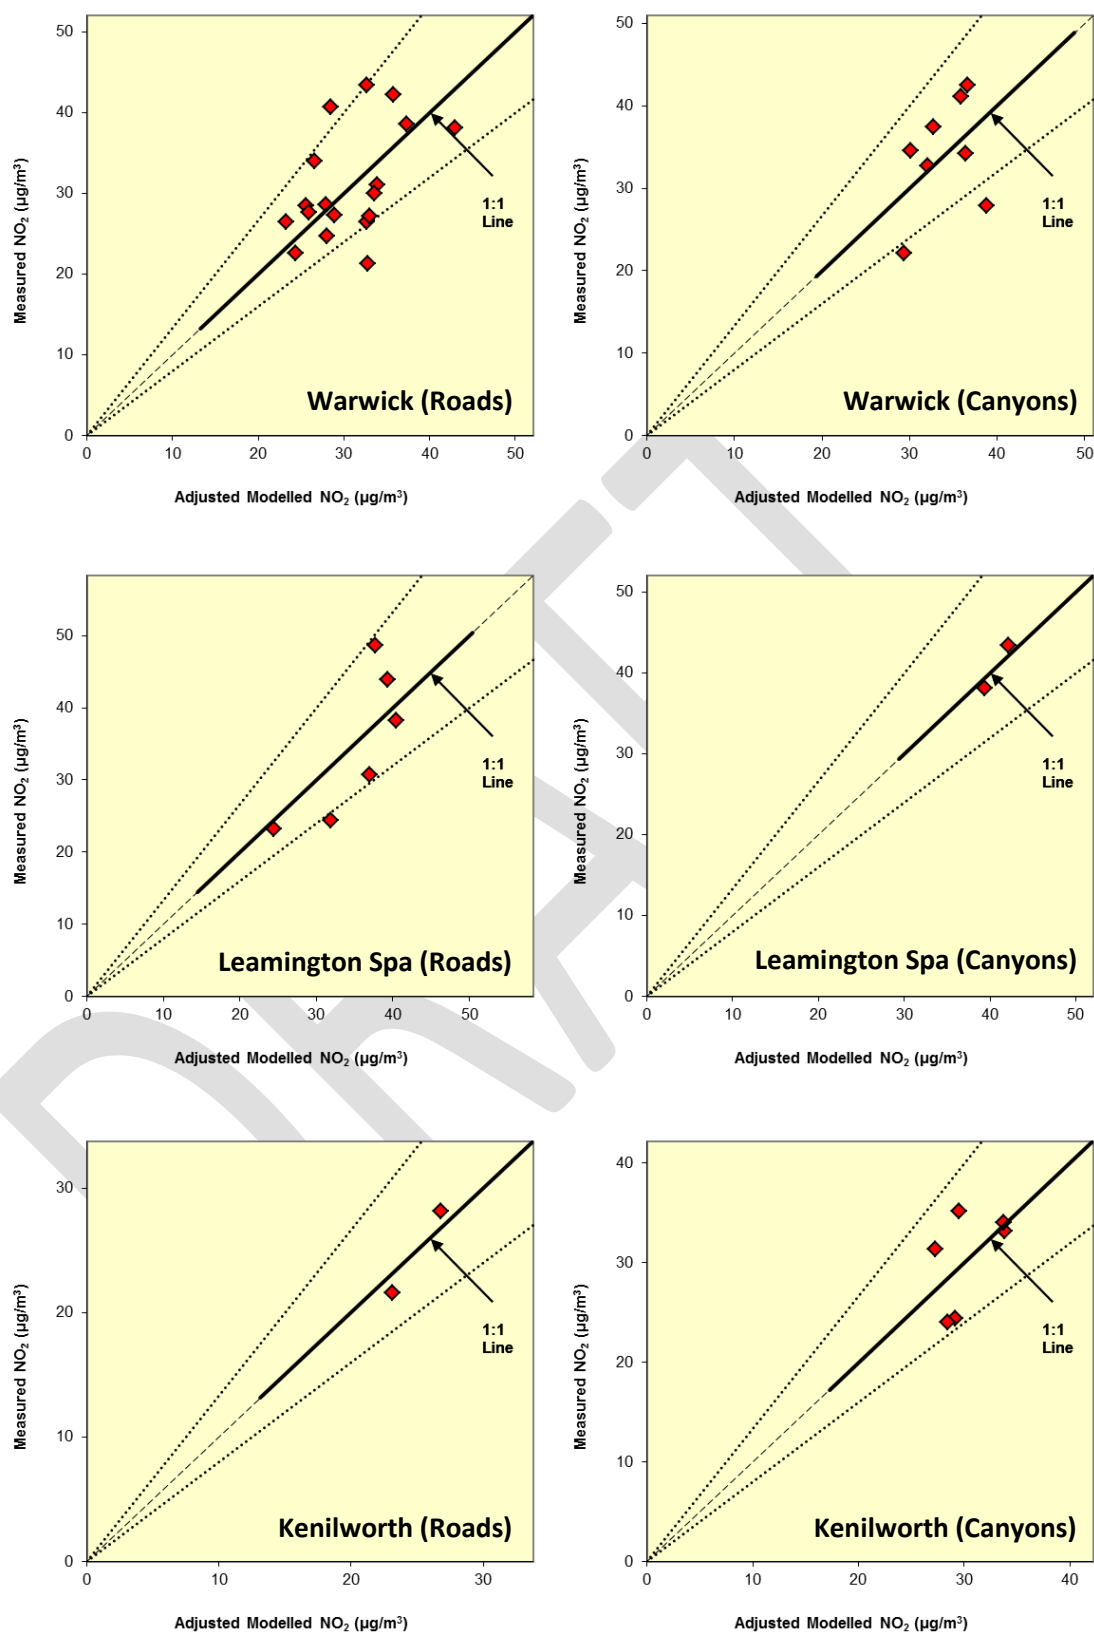 50
40
30
20
10
0
0 10 20 30 40 50
Measured NO₂ (µg/m³)
Adjusted Modelled NO₂ (µg/m³)
1:1
Line
Warwick (Roads)
50
40
30
20
10
0
0 10 20 30 40 50
Measured NO₂ (µg/m³)
Adjusted Modelled NO₂ (µg/m³)
1:1
Line
Warwick (Canyons)
50
40
30
20
10
0
0 10 20 30 40 50
Measured NO₂ (µg/m³)
Adjusted Modelled NO₂ (µg/m³)
1:1
Line
Leamington Spa (Roads)
50
40
30
20
10
0
0 10 20 30 40 50
Measured NO₂ (µg/m³)
Adjusted Modelled NO₂ (µg/m³)
1:1
Line
Leamington Spa (Canyons)
30
20
10
0
0 10 20 30
Measured NO₂ (µg/m³)
Adjusted Modelled NO₂ (µg/m³)
1:1
Line
Kenilworth (Roads)
40
30
20
10
0
0 10 20 30 40
Measured NO₂ (µg/m³)
Adjusted Modelled NO₂ (µg/m³)
1:1
Line
Kenilworth (Canyons)
DRAFT